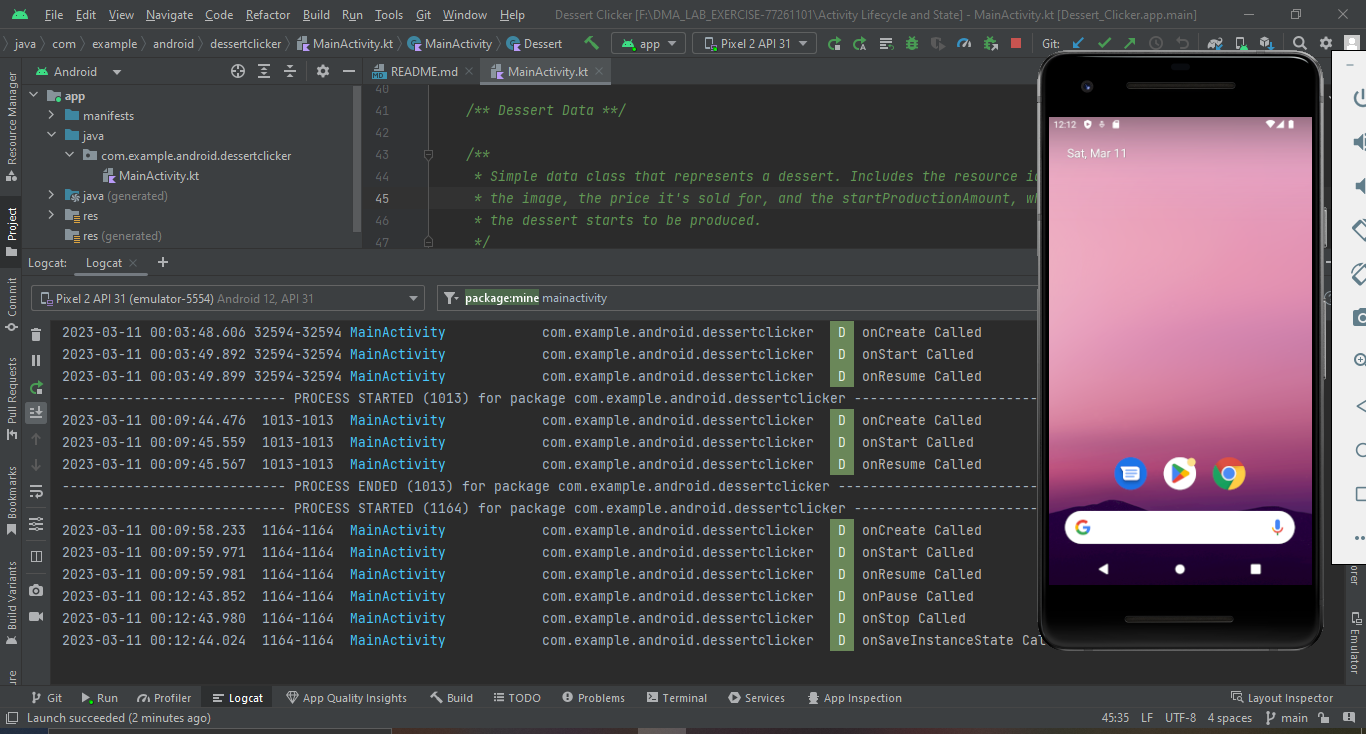 File Edit View Navigate Code Refactor Build Run Tools Git Window Help Dessert Clicker [F:\DMA_LAB_EXERCISE-77261101\Activity Lifecycle and State] - MainActivity.kt [Dessert_Clicker.app.main]
java com example android dessertclicker MainActivity.kt MainActivity Dessert app Pixel 2 API 31 Git:
Android README.md MainActivity.kt
app
manifests
java
com.example.android.dessertclicker
MainActivity.kt
java (generated)
res
res (generated)
40
41 /** Dessert Data **/
42
43 /**
44 * Simple data class that represents a dessert. Includes the resource
45 * the image, the price it's sold for, and the startProductionAmount,
46 * the dessert starts to be produced.
47 */
Resource Manager
Project
Commit
Pull Requests
Bookmarks
Build Variants
Logcat: Logcat
Pixel 2 API 31 (emulator-5554) Android 12, API 31 package:mine mainactivity
2023-03-11 00:03:48.606 32594-32594 MainActivity com.example.android.dessertclicker D onCreate Called
2023-03-11 00:03:49.892 32594-32594 MainActivity com.example.android.dessertclicker D onStart Called
2023-03-11 00:03:49.899 32594-32594 MainActivity com.example.android.dessertclicker D onResume Called
---------------------------- PROCESS STARTED (1013) for package com.example.android.dessertclicker ----------------------------
2023-03-11 00:09:44.476 1013-1013 MainActivity com.example.android.dessertclicker D onCreate Called
2023-03-11 00:09:45.559 1013-1013 MainActivity com.example.android.dessertclicker D onStart Called
2023-03-11 00:09:45.567 1013-1013 MainActivity com.example.android.dessertclicker D onResume Called
---------------------------- PROCESS ENDED (1013) for package com.example.android.dessertclicker ----------------------------
---------------------------- PROCESS STARTED (1164) for package com.example.android.dessertclicker ----------------------------
2023-03-11 00:09:58.233 1164-1164 MainActivity com.example.android.dessertclicker D onCreate Called
2023-03-11 00:09:59.971 1164-1164 MainActivity com.example.android.dessertclicker D onStart Called
2023-03-11 00:09:59.981 1164-1164 MainActivity com.example.android.dessertclicker D onResume Called
2023-03-11 00:12:43.852 1164-1164 MainActivity com.example.android.dessertclicker D onPause Called
2023-03-11 00:12:43.980 1164-1164 MainActivity com.example.android.dessertclicker D onStop Called
2023-03-11 00:12:44.024 1164-1164 MainActivity com.example.android.dessertclicker D onSaveInstanceState
12:12
Sat, Mar 11
G
Emulator
Git Run Profiler Logcat App Quality Insights Build TODO Problems Terminal Services App Inspection Layout Inspector
Launch succeeded (2 minutes ago) 45:35 LF UTF-8 4 spaces main